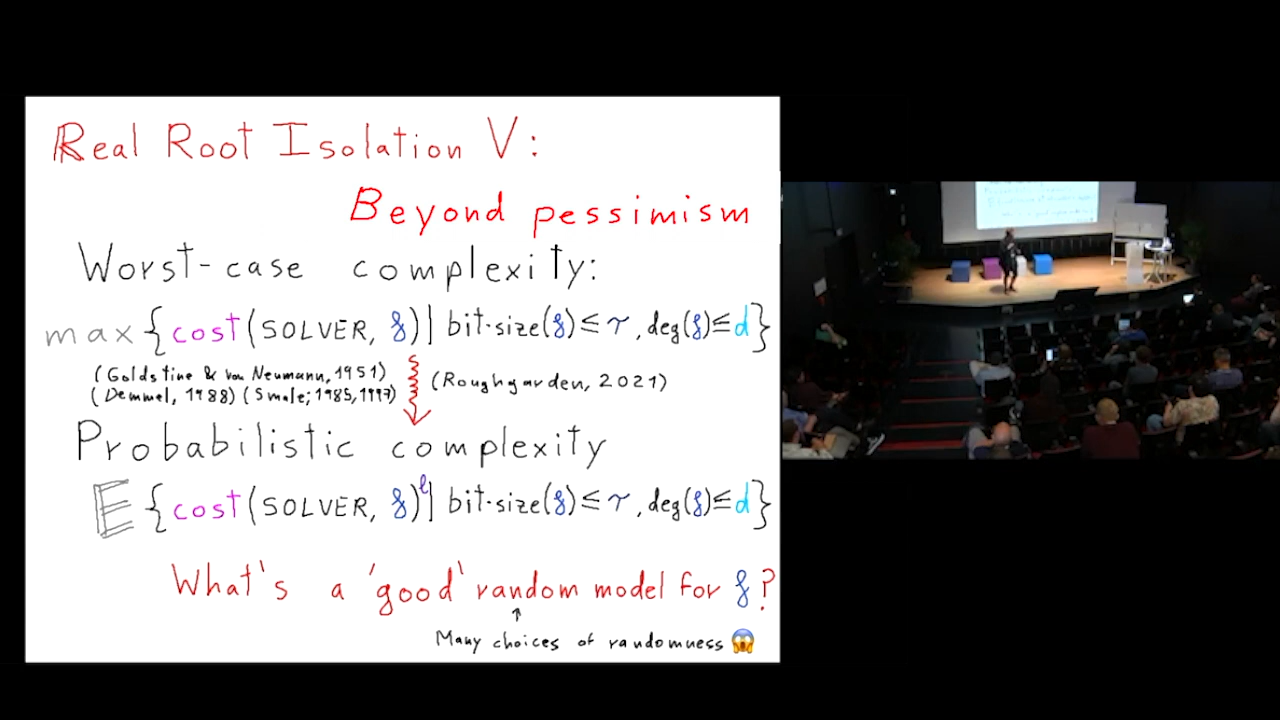 Real Root Isolation V:
Beyond pessimism
Worst-case complexity:
max {cost(SOLVER, f)| bit-size(f) ≤ τ, deg(f) ≤ d}
(Goldstine & von Neumann, 1951)
(Demmel, 1988) (Smale; 1985, 1997)
(Roughgarden, 2021)
Probabilistic complexity
E {cost(SOLVER, f)^ℓ| bit-size(f) ≤ τ, deg(f) ≤ d}
What's a 'good' random model for f?
Many choices of randomness 😱